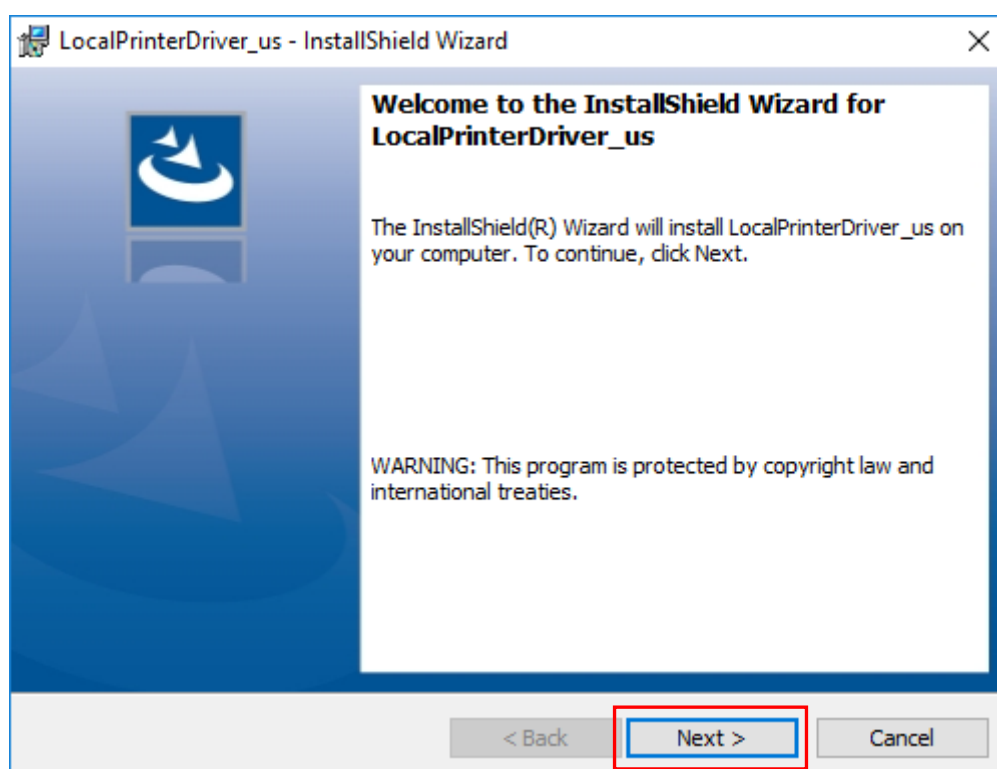 LocalPrinterDriver_us - InstallShield Wizard
Welcome to the InstallShield Wizard for
LocalPrinterDriver_us
The InstallShield(R) Wizard will install LocalPrinterDriver_us on
your computer. To continue, click Next.
WARNING: This program is protected by copyright law and
international treaties.
< Back Next > Cancel